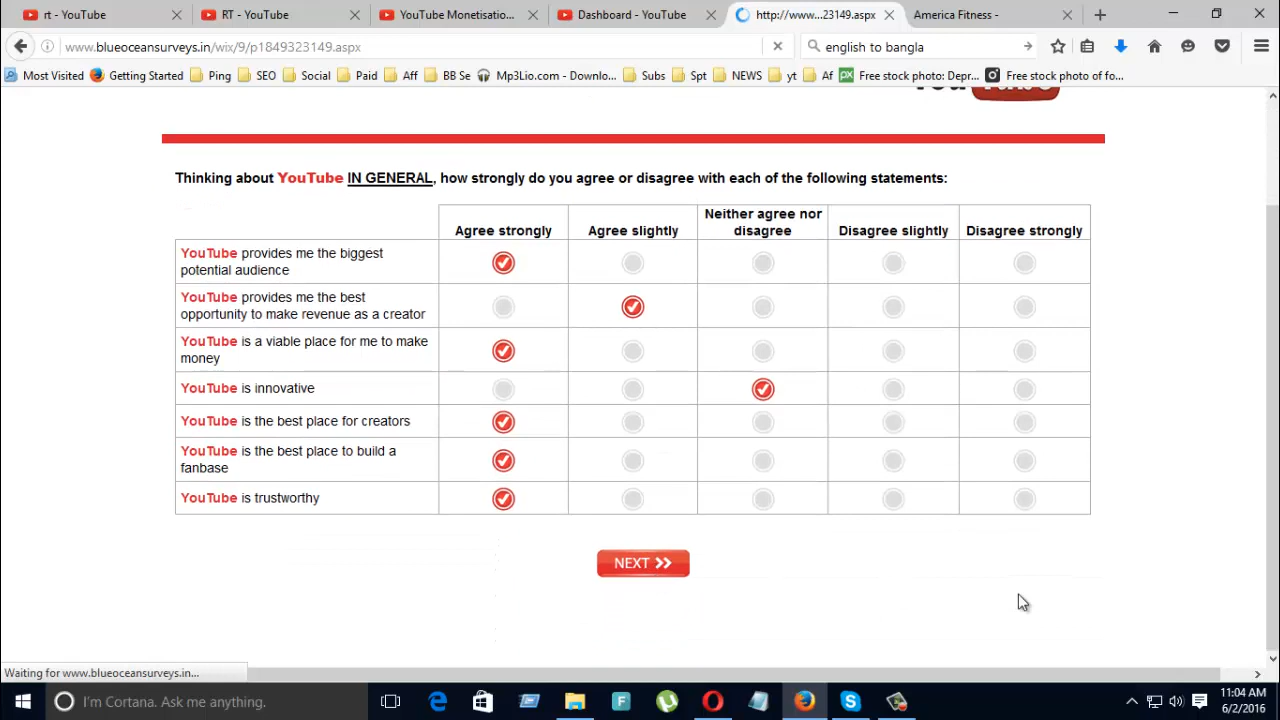 rt - YouTube
RT - YouTube
YouTube Monetisatio...
Dashboard - YouTube
http://www...23149.aspx
America Fitness -
www.blueoceansurveys.in/wix/9/p1849323149.aspx
english to bangla
Most Visited
Getting Started
Ping
SEO
Social
Paid
Aff
BB Se
Mp3Lio.com - Downlo...
Subs
Spt
NEWS
yt
Af
Free stock photo: Depr...
Free stock photo of fo...
Thinking about YouTube IN GENERAL, how strongly do you agree or disagree with each of the following statements:
Agree strongly
Agree slightly
Neither agree nor
disagree
Disagree slightly
Disagree strongly
YouTube provides me the biggest
potential audience
YouTube provides me the best
opportunity to make revenue as a creator
YouTube is a viable place for me to make
money
YouTube is innovative
YouTube is the best place for creators
YouTube is the best place to build a
fanbase
YouTube is trustworthy
NEXT
Waiting for www.blueoceansurveys.in...
I'm Cortana. Ask me anything.
11:04 AM
6/2/2016